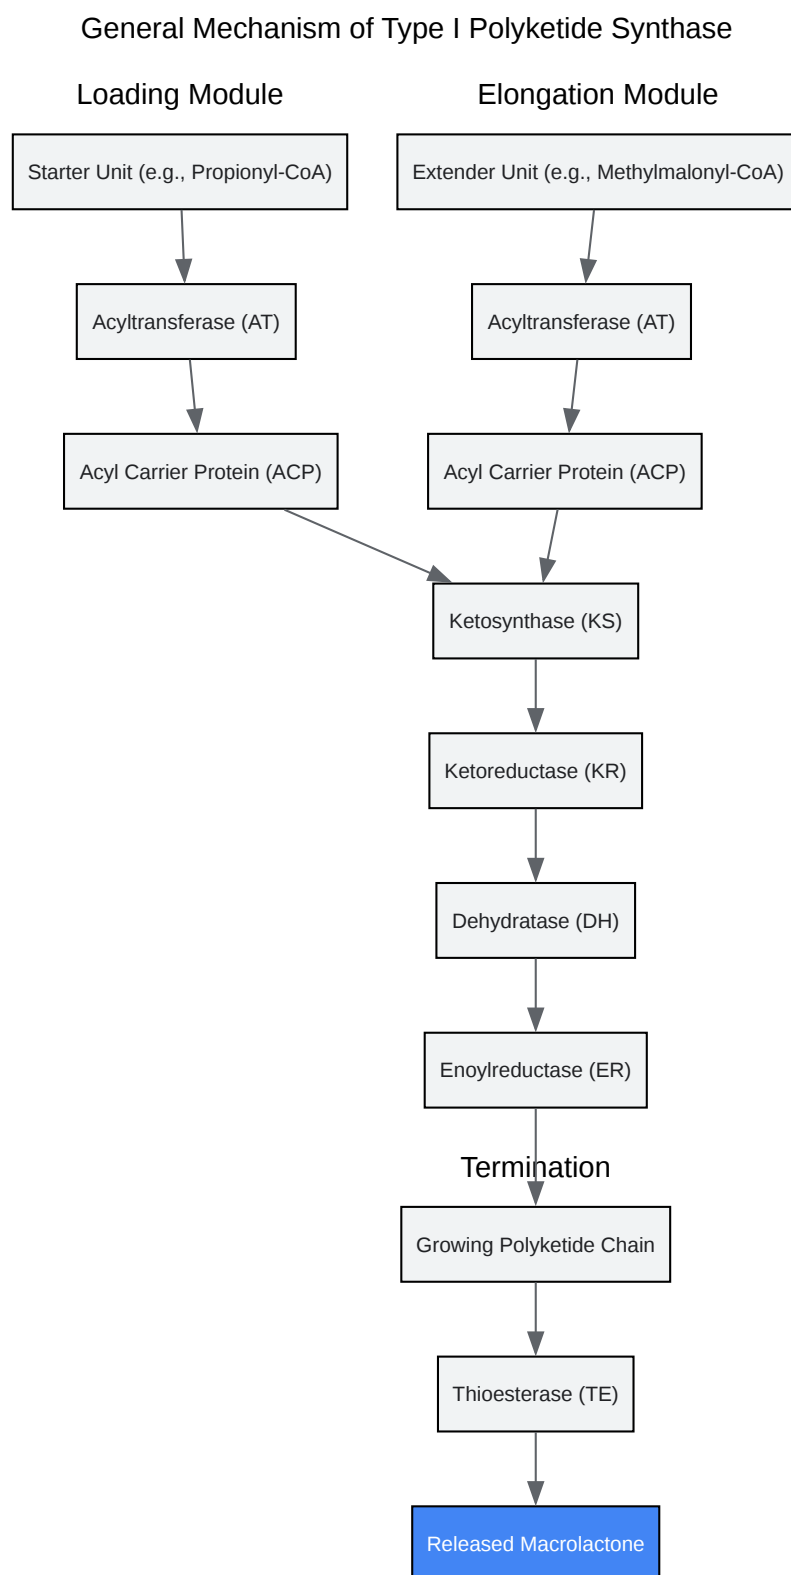 General Mechanism of Type I Polyketide Synthase
Loading Module
Elongation Module
Starter Unit (e.g., Propionyl-CoA)
Extender Unit (e.g., Methylmalonyl-CoA)
Acyltransferase (AT)
Acyltransferase (AT)
Acyl Carrier Protein (ACP)
Acyl Carrier Protein (ACP)
Ketosynthase (KS)
Ketoreductase (KR)
Dehydratase (DH)
Enoylreductase (ER)
Termination
Growing Polyketide Chain
Thioesterase (TE)
Released Macrolactone